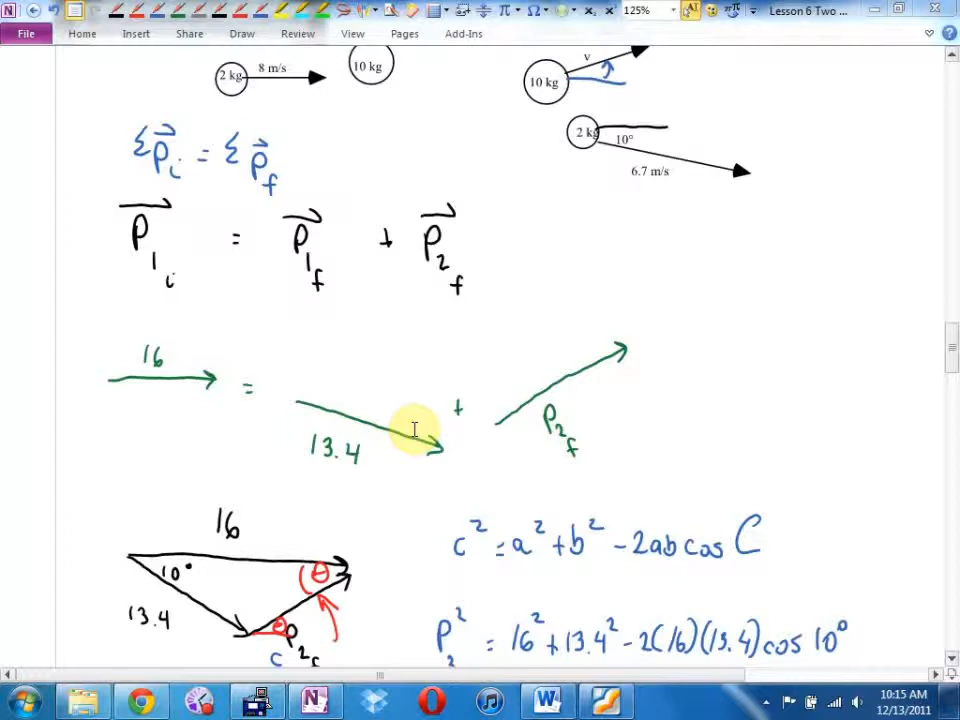 125%
Lesson 6 Two ...
File Home Insert Share Draw Review View Pages Add-Ins
2 kg 8 m/s 10 kg
v
10 kg
2 kg 10°
6.7 m/s
Σp⃗i = Σp⃗f
P⃗1i = P⃗1f + P⃗2f
16 = 13.4 + P2f
16
10° θ
13.4 θ P2f
c
c² = a² + b² - 2ab cos C
P2² = 16² + 13.4² - 2(16)(13.4) cos 10°
10:15 AM
12/13/2011